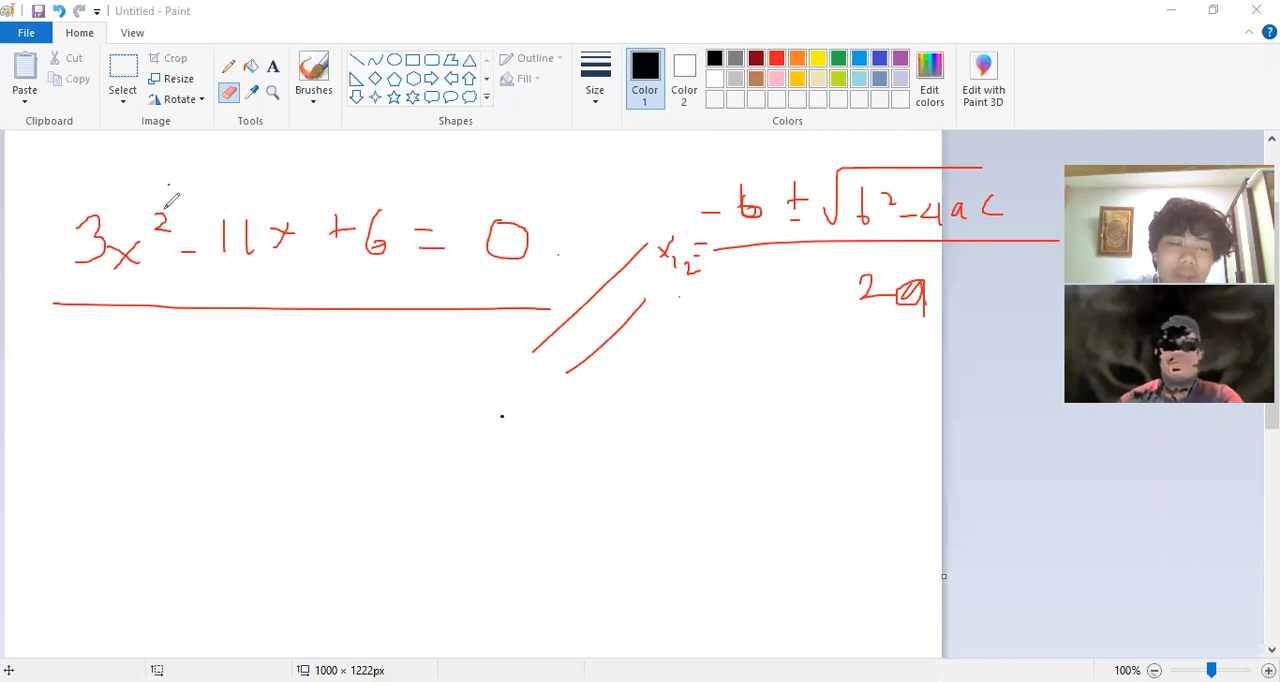 Untitled - Paint
File Home View
Paste
Cut
Copy
Clipboard
Select
Crop
Resize
Rotate
Image
A
Tools
Brushes
Outline
Fill
Shapes
Size
Color 1
Color 2
Edit colors
Colors
Edit with Paint 3D
3x² - 11x + 6 = 0
x₁₂ = -b ± √b² - 4ac
2a
1000 × 1222px
100%